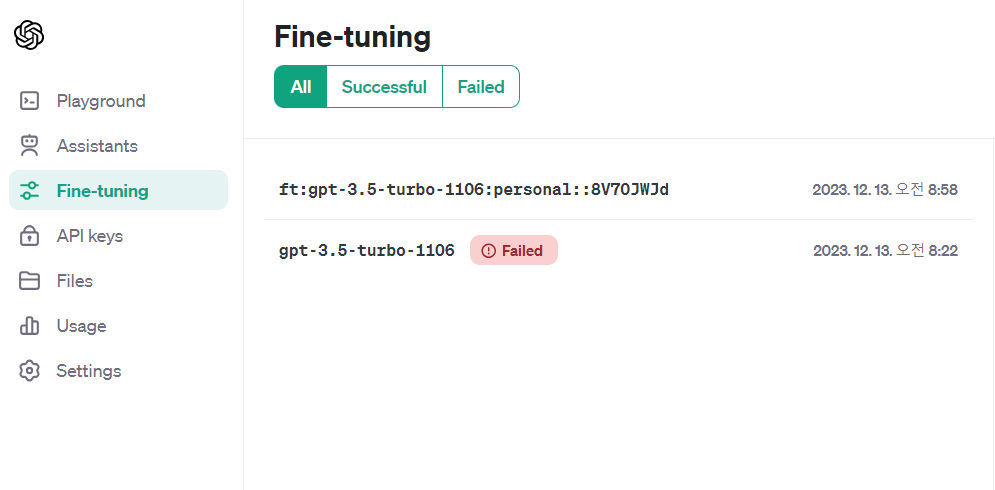 Fine-tuning
All Successful Failed
Playground
Assistants
Fine-tuning
API keys
Files
Usage
Settings
ft:gpt-3.5-turbo-1106:personal::8V7OJWJd 2023. 12. 13. 오전 8:58
gpt-3.5-turbo-1106 Failed 2023. 12. 13. 오전 8:22